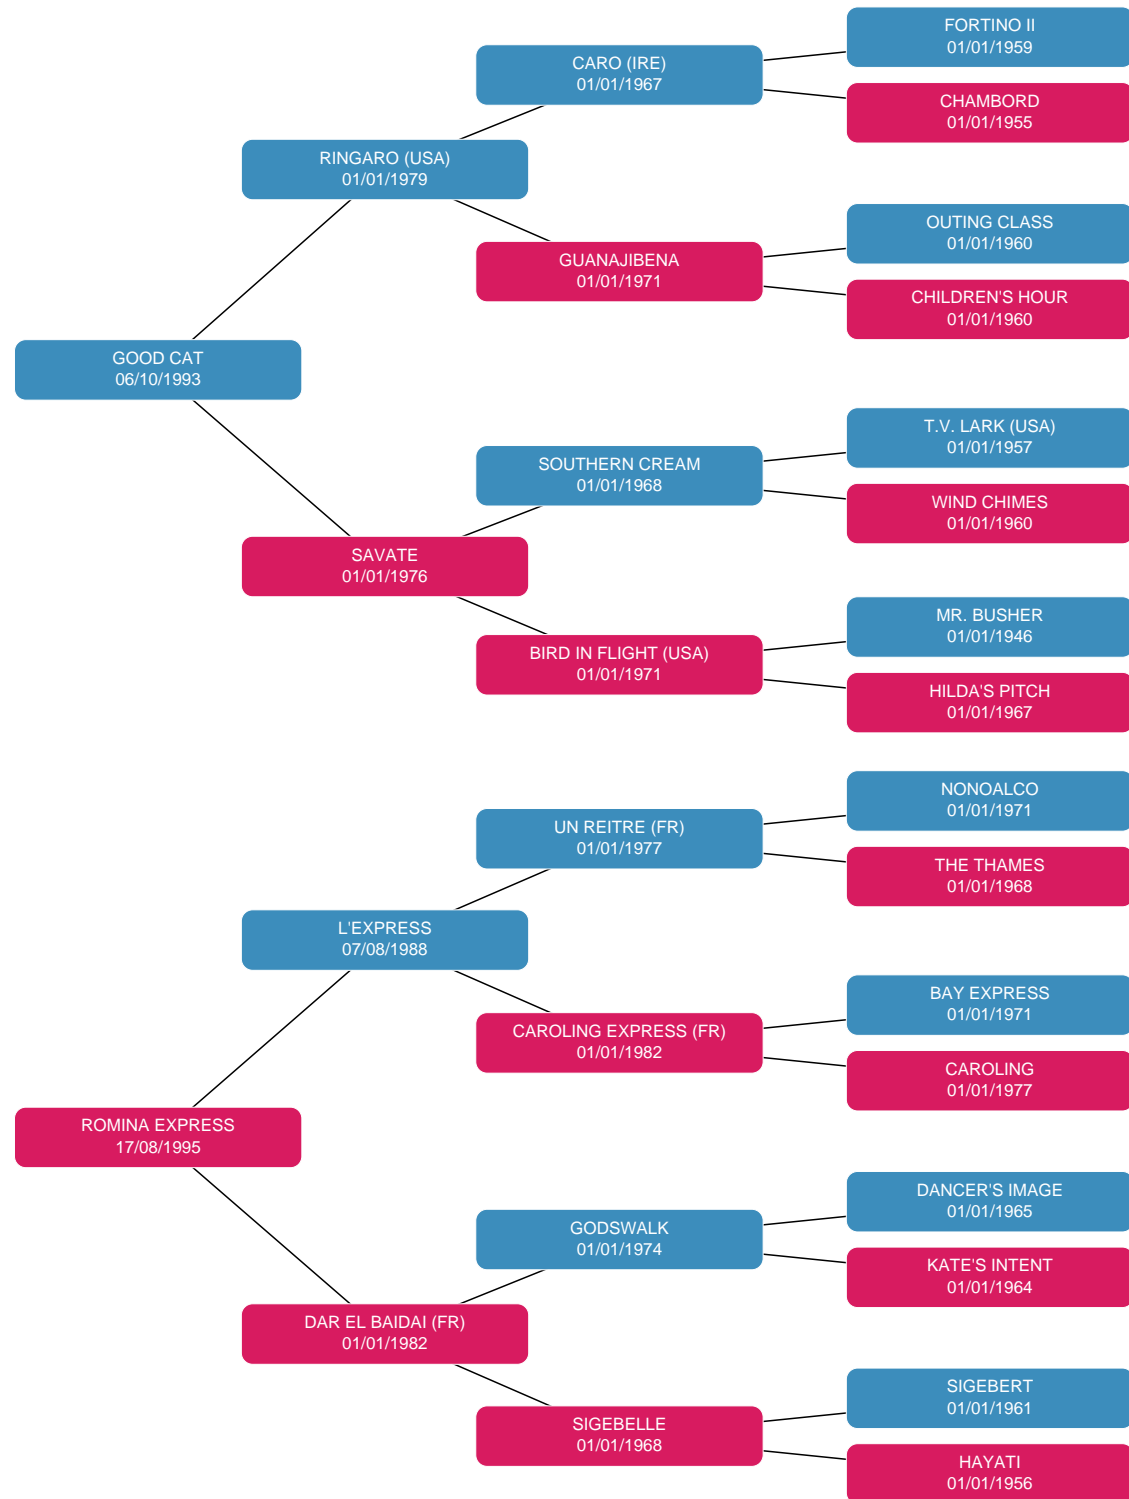 FORTINO II
01/01/1959
CARO (IRE)
01/01/1967
CHAMBORD
01/01/1955
RINGARO (USA)
01/01/1979
OUTING CLASS
01/01/1960
GUANAJIBENA
01/01/1971
CHILDREN'S HOUR
01/01/1960
GOOD CAT
06/10/1993
T.V. LARK (USA)
01/01/1957
SOUTHERN CREAM
01/01/1968
WIND CHIMES
01/01/1960
SAVATE
01/01/1976
MR. BUSHER
01/01/1946
BIRD IN FLIGHT (USA)
01/01/1971
HILDA'S PITCH
01/01/1967
NONOALCO
01/01/1971
UN REITRE (FR)
01/01/1977
THE THAMES
01/01/1968
L'EXPRESS
07/08/1988
BAY EXPRESS
01/01/1971
CAROLING EXPRESS (FR)
01/01/1982
CAROLING
01/01/1977
ROMINA EXPRESS
17/08/1995
DANCER'S IMAGE
01/01/1965
GODSWALK
01/01/1974
KATE'S INTENT
01/01/1964
DAR EL BAIDAI (FR)
01/01/1982
SIGEBERT
01/01/1961
SIGEBELLE
01/01/1968
HAYATI
01/01/1956